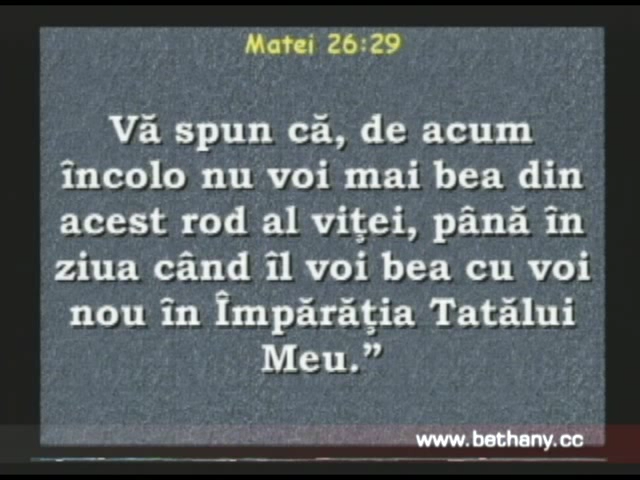 Matei 26:29
Vă spun că, de acum
încolo nu voi mai bea din
acest rod al viţei, până în
ziua când îl voi bea cu voi
nou în Împărăţia Tatălui
Meu.”
www.bethany.cc